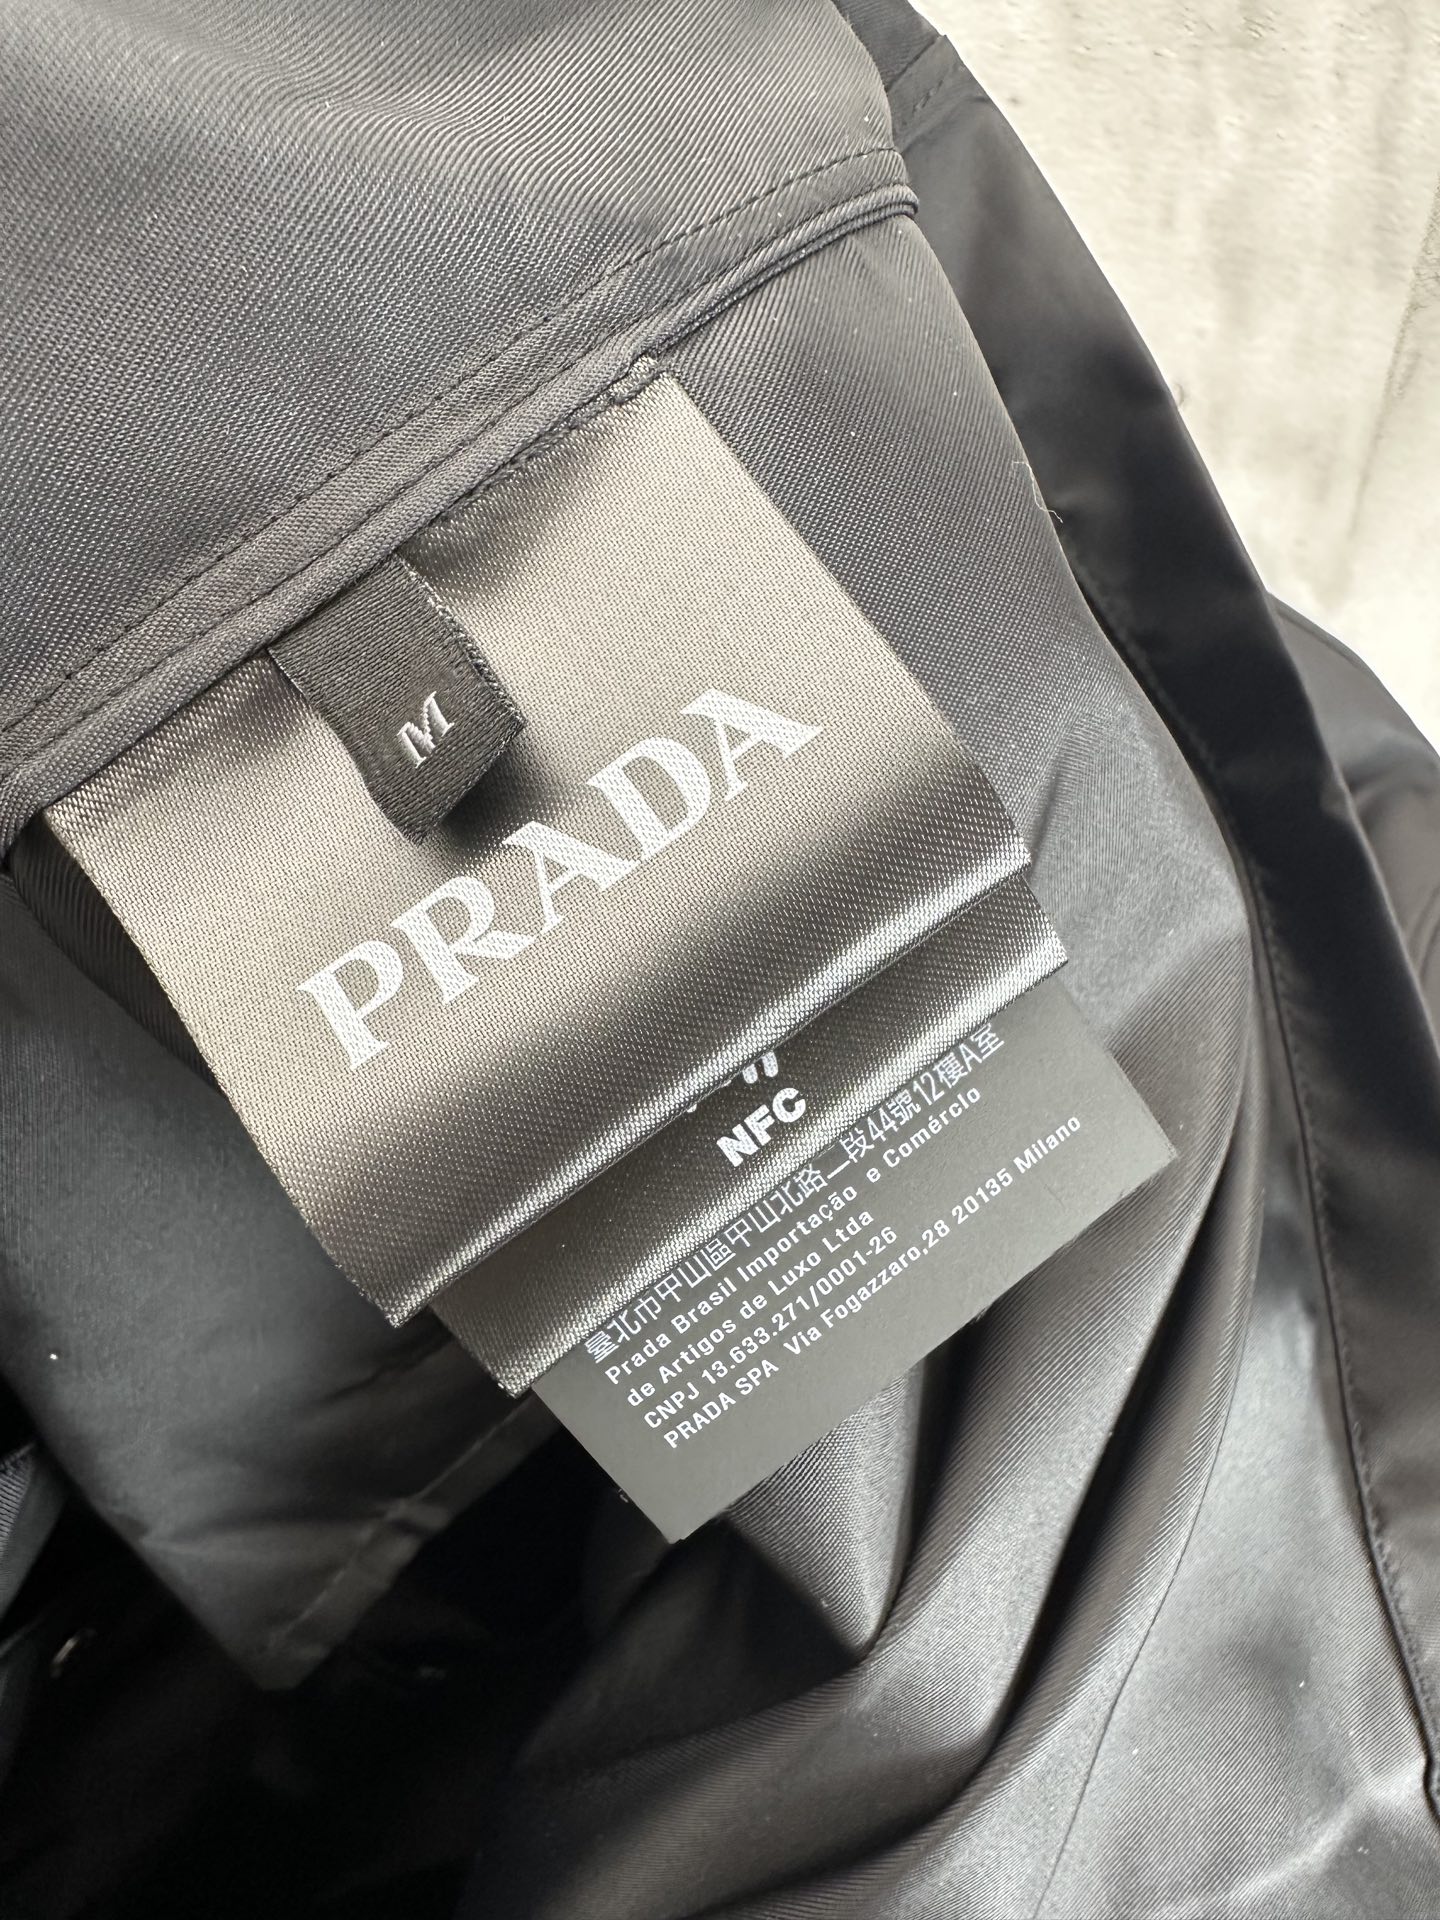 M
PRADA
NFC
臺北市中山區中山北路二段44號12樓A室
Prada Brasil Importação e Comércio
de Artigos de Luxo Ltda
CNPJ 13.633.271/0001-26
PRADA SPA Via Fogazzaro,28 20135 Milano